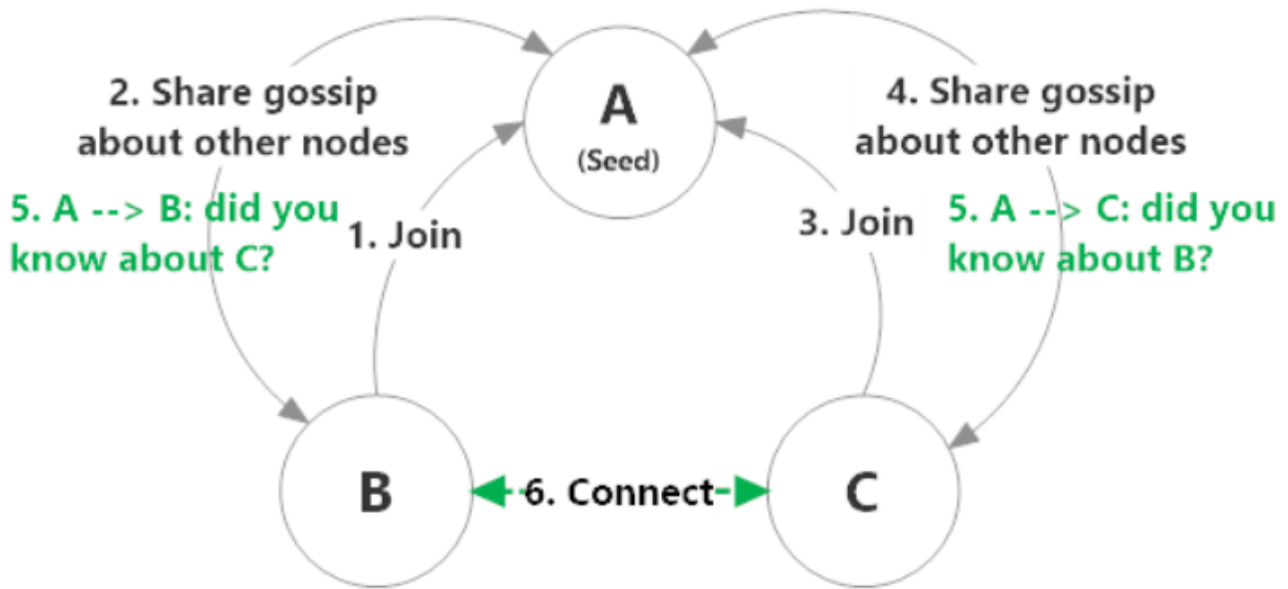 2. Share gossip
about other nodes
A
(Seed)
4. Share gossip
about other nodes
5. A --> B: did you
know about C?
1. Join
3. Join
5. A --> C: did you
know about B?
B
6. Connect
C